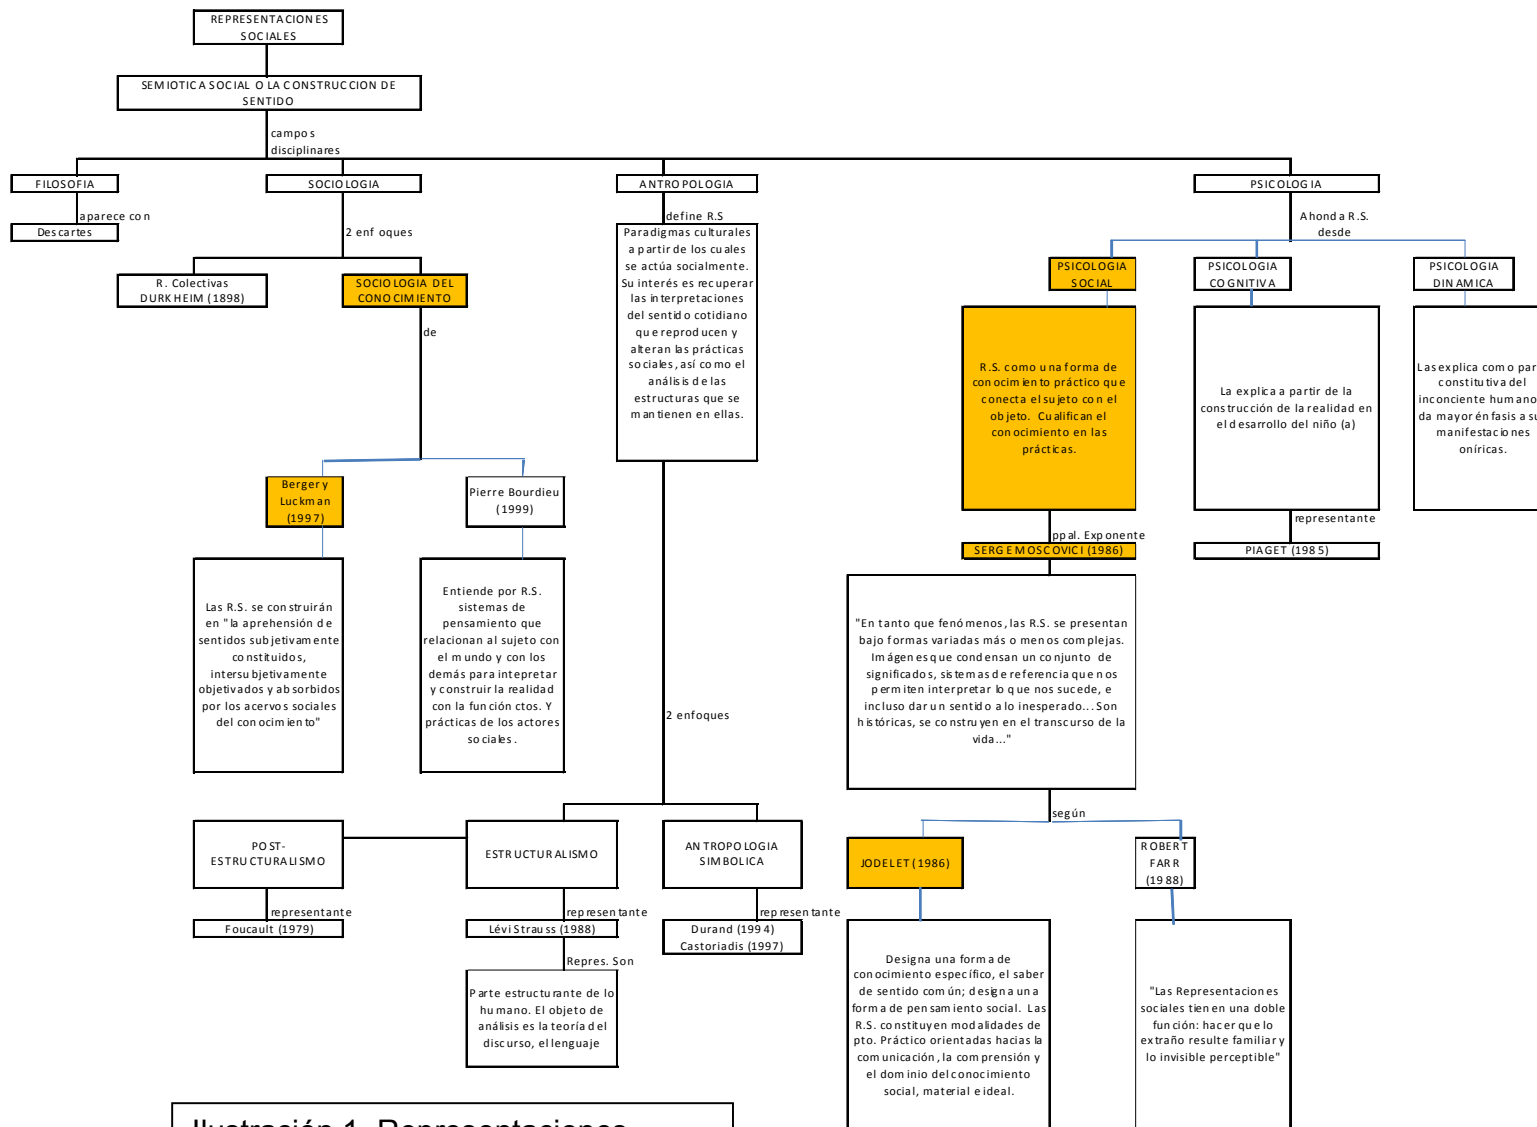 REPRESENTACIONES
SOCIALES
SEMIOTICA SOCIAL O LA CONSTRUCCION DE
SENTIDO
campos
disciplinares
FILOSOFIA
aparece con
Descartes
SOCIOLOGIA
2 enfoques
R. Colectivas
DURKHEIM (1898)
SOCIOLOGIA DEL
CONOCIMIENTO
de
Berger y
Luckman
(1997)
Pierre Bourdieu
(1999)
Las R.S. se construirán
en "la aprehensión de
sentidos subjetivamente
constituidos,
intersubjetivamente
objetivados y absorbidos
por los acervos sociales
del conocimiento"
Entiende por R.S.
sistemas de
pensamiento que
relacionan al sujeto con
el mundo y con los
demás para intepretar
y construir la realidad
con la función ctos. Y
prácticas de los actores
sociales.
ANTROPOLOGIA
define R.S
Paradigmas culturales
a partir de los cuales
se actúa socialmente.
Su interés es recuperar
las interpretaciones
del sentido cotidiano
que reproducen y
alteran las prácticas
sociales, así como el
análisis de las
estructuras que se
mantienen en ellas.
2 enfoques
POST-
ESTRUCTURALISMO
representante
Foucault (1979)
ESTRUCTURALISMO
representante
Lévi Strauss (1988)
Repres. Son
Parte estructurante de lo
humano. El objeto de
análisis es la teoría del
discurso, el lenguaje
ANTROPOLOGIA
SIMBOLICA
representante
Durand (1994)
Castoriadis (1997)
PSICOLOGIA
Ahonda R.S.
desde
PSICOLOGIA
SOCIAL
R.S. como una forma de
conocimiento práctico que
conecta el sujeto con el
objeto. Cualifican el
conocimiento en las
prácticas.
ppal. Exponente
SERGE MOSCOVICI (1986)
"En tanto que fenómenos, las R.S. se presentan
bajo formas variadas más o menos complejas.
Imágenes que condensan un conjunto de
significados, sistemas de referencia que nos
permiten interpretar lo que nos sucede, e
incluso dar un sentido a lo inesperado... Son
históricas, se construyen en el transcurso de la
vida..."
según
JODELET (1986)
Designa una forma de
conocimiento específico, el saber
de sentido común; designa una
forma de pensamiento social. Las
R.S. constituyen modalidades de
pto. Práctico orientadas hacias la
comunicación, la comprensión y
el dominio del conocimiento
social, material e ideal.
ROBERT
FARR
(1988)
"Las Representaciones
sociales tienen una doble
función: hacer que lo
extraño resulte familiar y
lo invisible perceptible"
PSICOLOGIA
COGNITIVA
La explica a partir de la
construcción de la realidad en
el desarrollo del niño (a)
representante
PIAGET (1985)
PSICOLOGIA
DINAMICA
Las explica como par
constitutiva del
inconciente humano
da mayor énfasis a su
manifestaciones
oníricas.
Ilustración 1. Representaciones